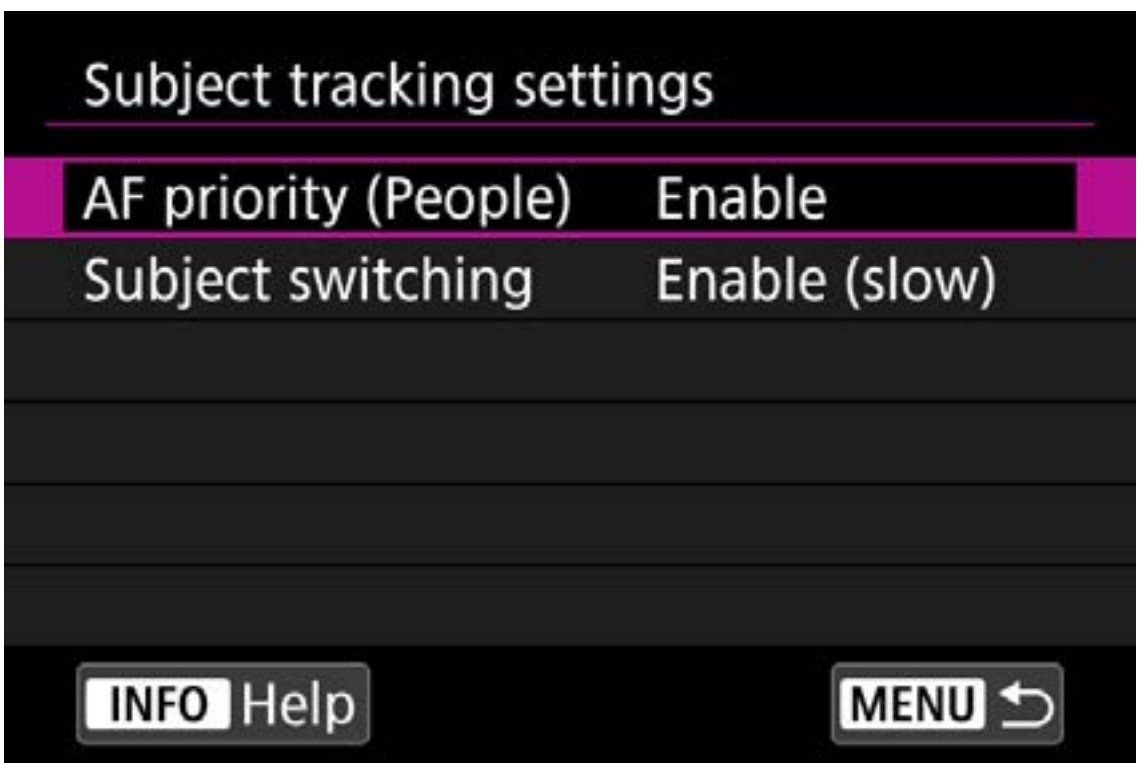 Subject tracking settings
AF priority (People) Enable
Subject switching Enable (slow)
INFO Help MENU